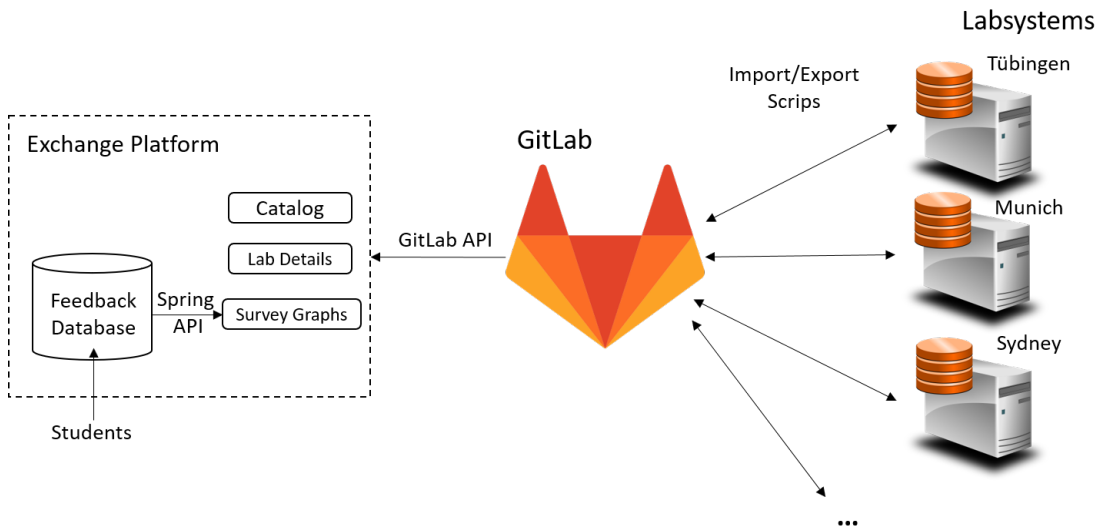 Labsystems
Tübingen
Import/Export
Scrips
Exchange Platform
GitLab
Catalog
Munich
GitLab API
Lab Details
Feedback
Database
Spring
API
Survey Graphs
Sydney
Students
...